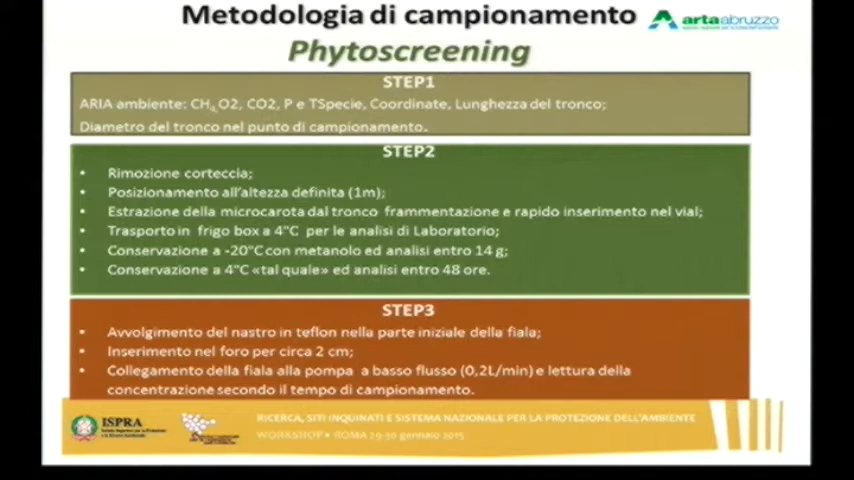 Metodologia di campionamento
artaabruzzo
Phytoscreening
STEP1
ARIA ambiente: CH4,O2, CO2, P e TSpecie, Coordinate, Lunghezza del tronco;
Diametro del tronco nel punto di campionamento.
STEP2
• Rimozione corteccia;
• Posizionamento all'altezza definita (1m);
• Estrazione della microcarota dal tronco frammentazione e rapido inserimento nel vial;
• Trasporto in frigo box a 4°C per le analisi di Laboratorio;
• Conservazione a -20°C con metanolo ed analisi entro 14 g;
• Conservazione a 4°C «tal quale» ed analisi entro 48 ore.
STEP3
• Avvolgimento del nastro in teflon nella parte iniziale della fiala;
• Inserimento nel foro per circa 2 cm;
• Collegamento della fiala alla pompa a basso flusso (0,2L/min) e lettura della
concentrazione secondo il tempo di campionamento.
ISPRA
RICERCA, SITI INQUINATI E SISTEMA NAZIONALE PER LA PROTEZIONE DELL'AMBIENTE
WORKSHOP • ROMA 29-30 gennaio 2015